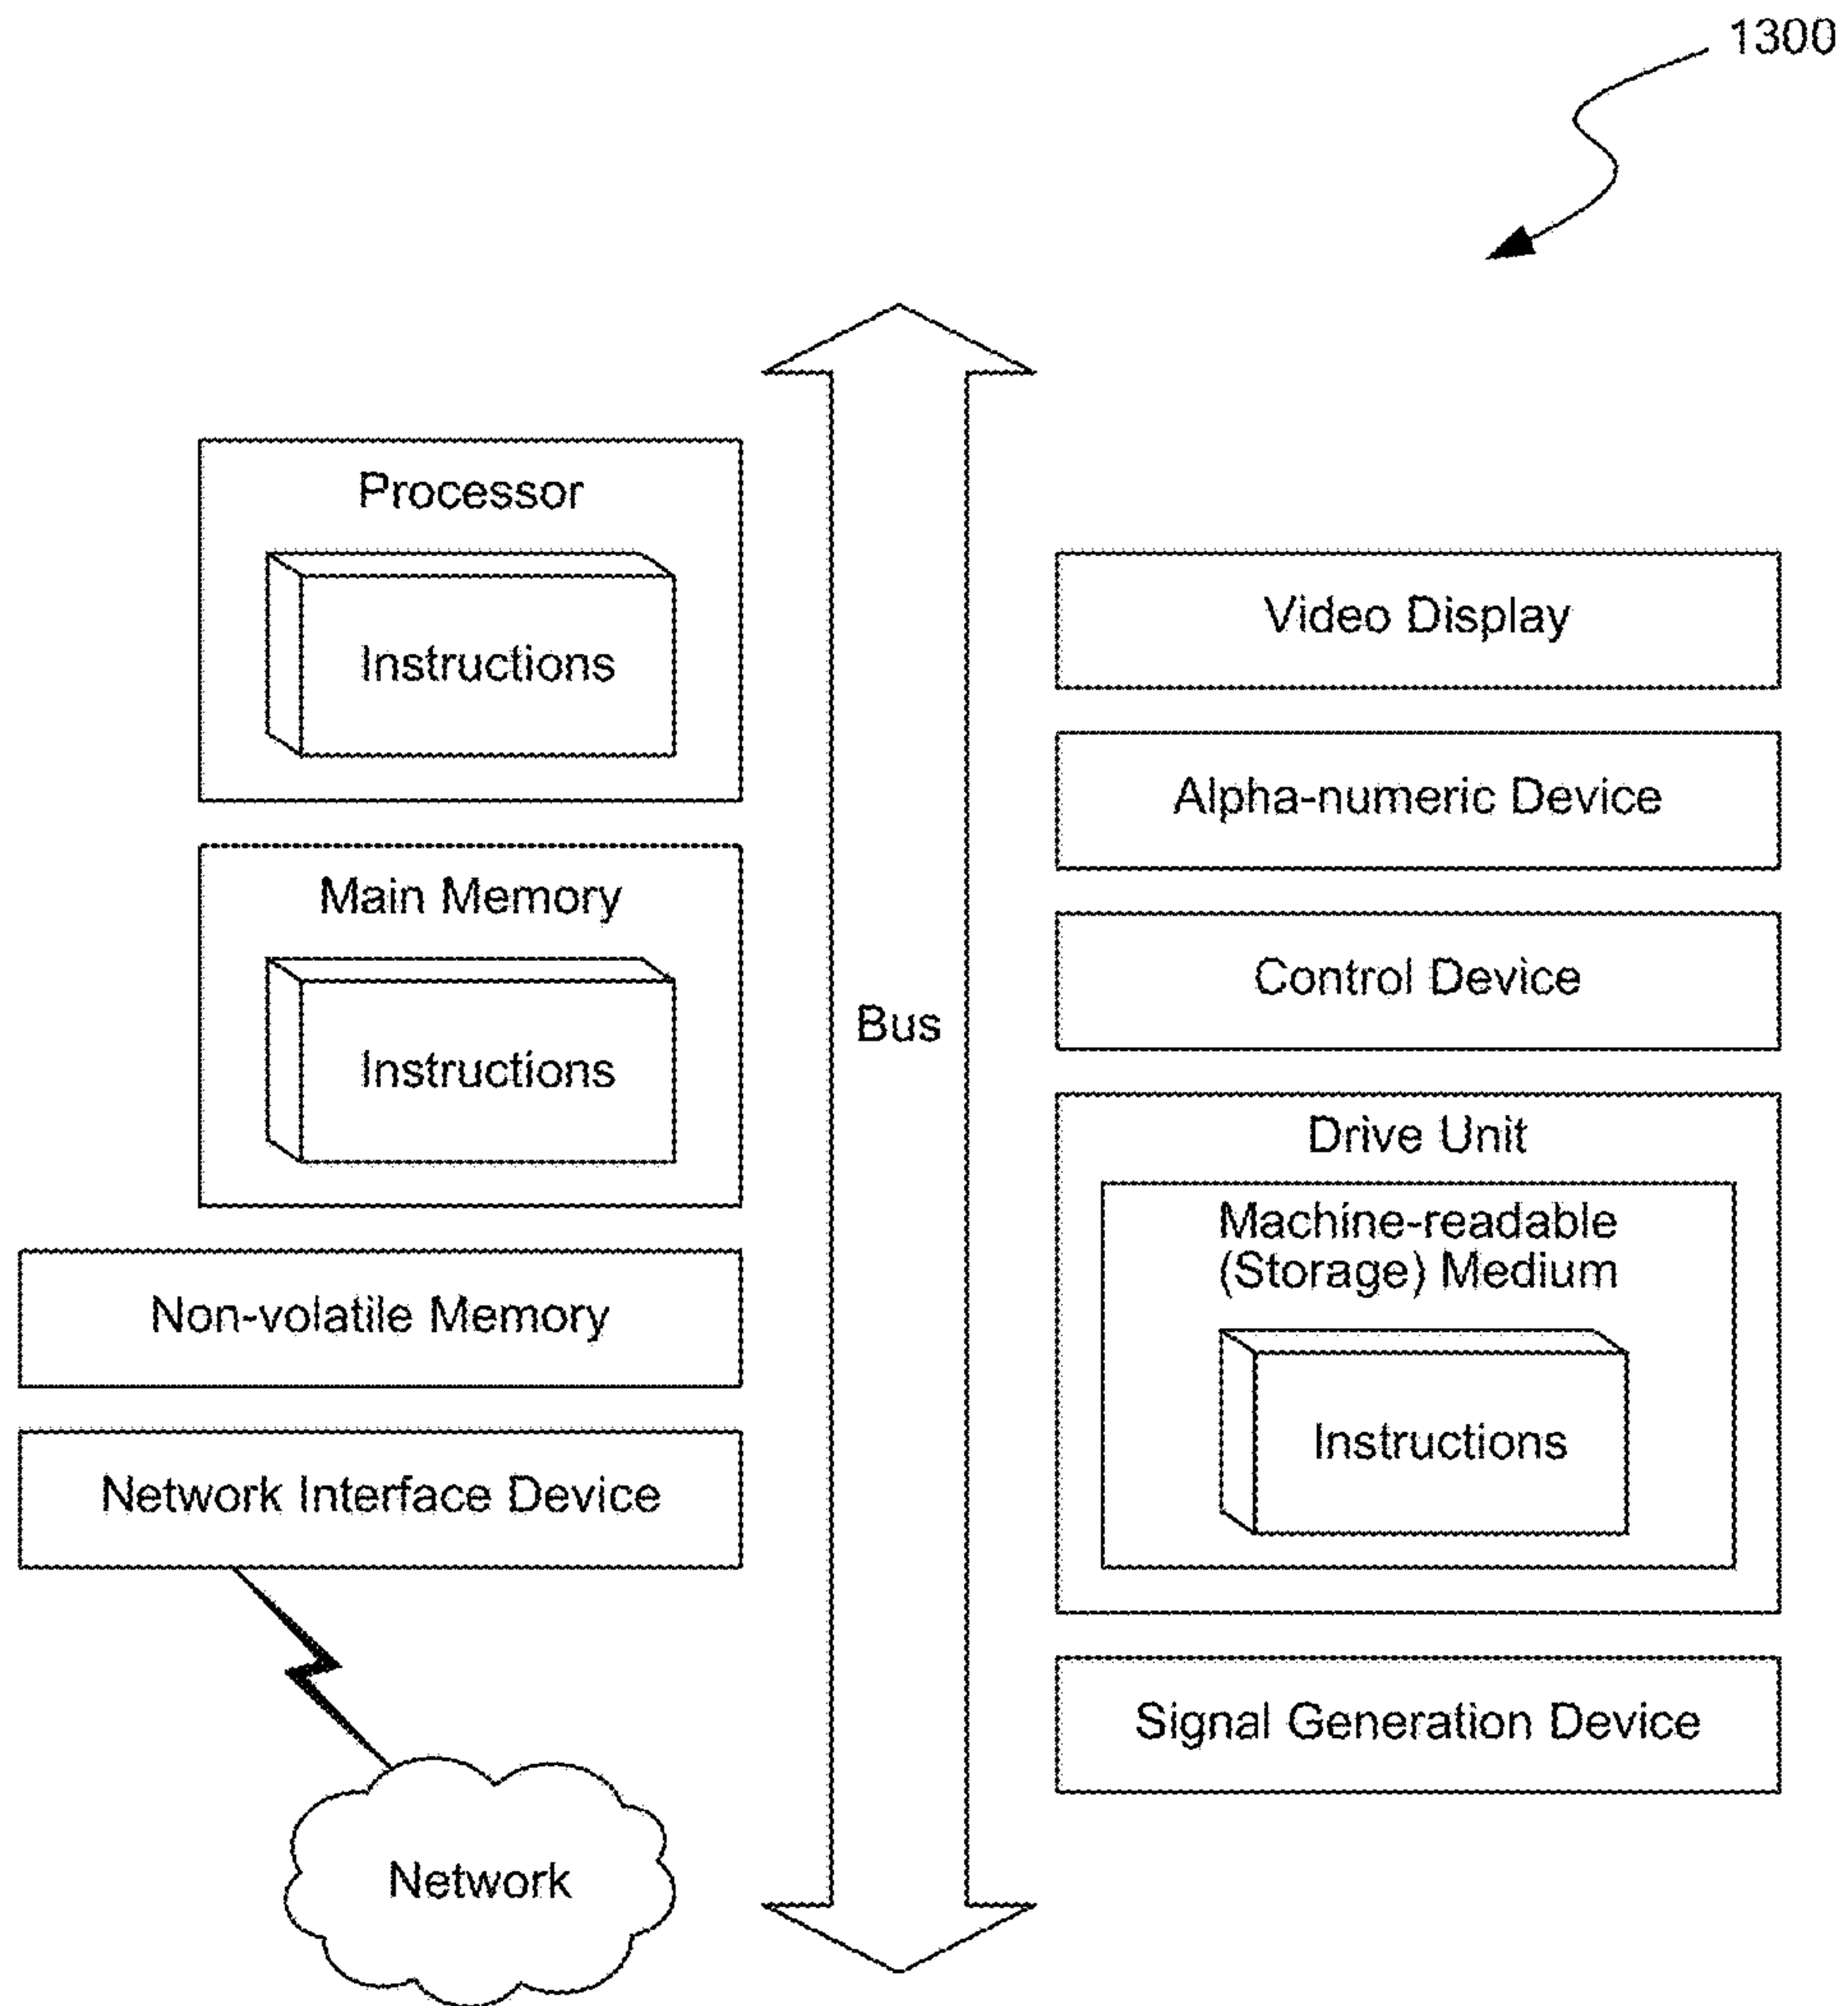 1300
Processor
Instructions
Main Memory
Instructions
Non-volatile Memory
Network Interface Device
Network
Bus
Video Display
Alpha-numeric Device
Control Device
Drive Unit
Machine-readable
(Storage) Medium
Instructions
Signal Generation Device